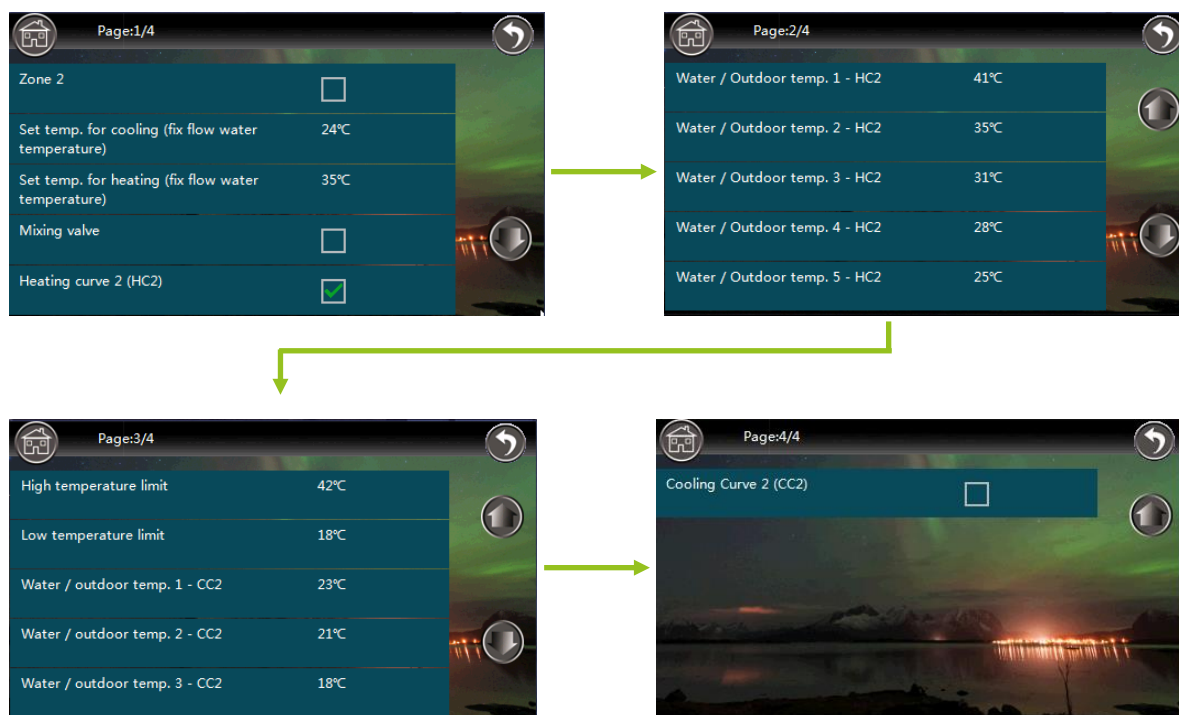 Page:1/4
Zone 2
Set temp. for cooling (fix flow water 24℃
temperature)
Set temp. for heating (fix flow water 35℃
temperature)
Mixing valve
Heating curve 2 (HC2)
Page:2/4
Water / Outdoor temp. 1 - HC2 41℃
Water / Outdoor temp. 2 - HC2 35℃
Water / Outdoor temp. 3 - HC2 31℃
Water / Outdoor temp. 4 - HC2 28℃
Water / Outdoor temp. 5 - HC2 25℃
Page:3/4
High temperature limit 42℃
Low temperature limit 18℃
Water / outdoor temp. 1 - CC2 23℃
Water / outdoor temp. 2 - CC2 21℃
Water / outdoor temp. 3 - CC2 18℃
Page:4/4
Cooling Curve 2 (CC2)